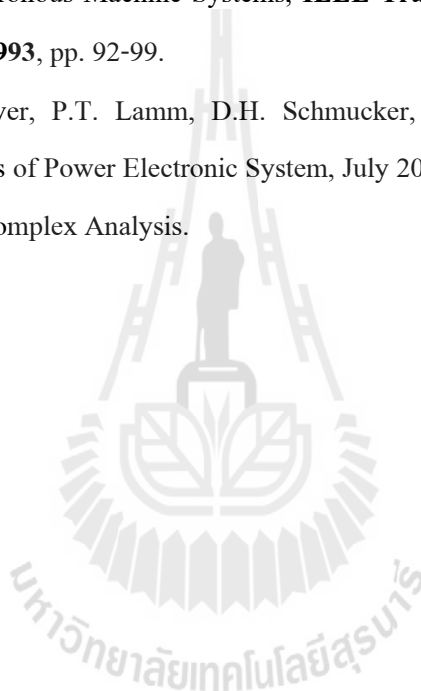 ronous Machine Systems, IEEE Tru
993, pp. 92-99.
ver, P.T. Lamm, D.H. Schmucker,
s of Power Electronic System, July 20
omplex Analysis.
มหาวิทยาลัยเทคโนโลยีสุรนารี